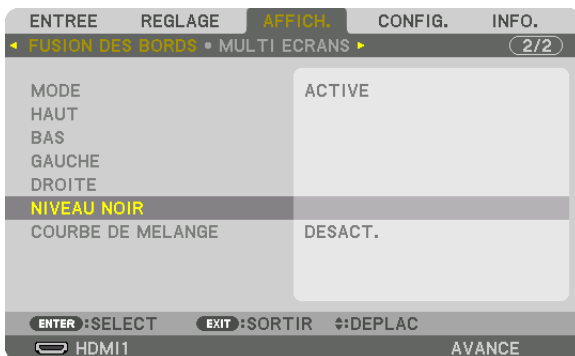 ENTREE REGLAGE AFFICH. CONFIG. INFO.
FUSION DES BORDS • MULTI ECRANS 2/2
MODE ACTIVE
HAUT
BAS
GAUCHE
DROITE
NIVEAU NOIR
COURBE DE MELANGE DESACT.
ENTER :SELECT EXIT :SORTIR :DEPLAC
HDMI1 AVANCE